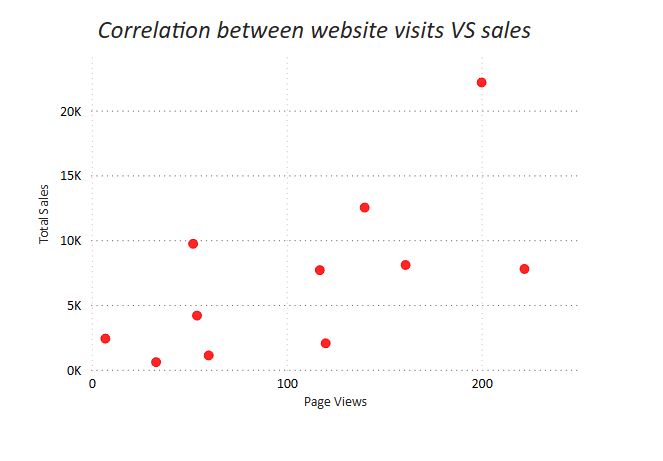 Correlation between website visits VS sales
20K
15K
Total Sales
10K
5K
0K
0 100 200
Page Views